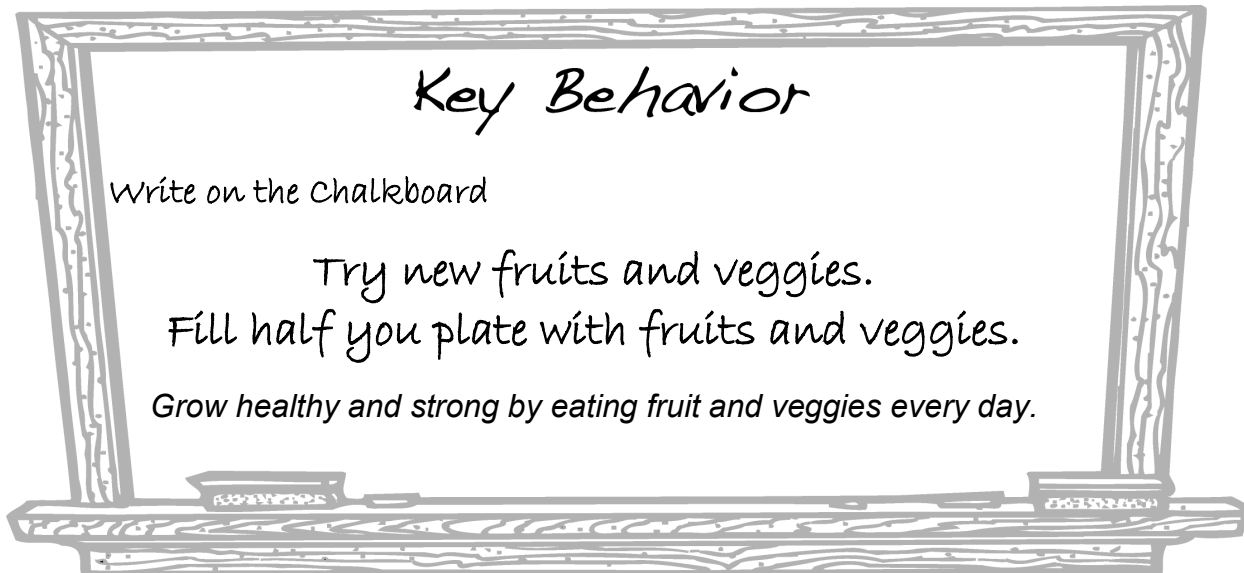 Key Behavior
Write on the Chalkboard
Try new fruits and veggies.
Fill half you plate with fruits and veggies.
Grow healthy and strong by eating fruit and veggies every day.